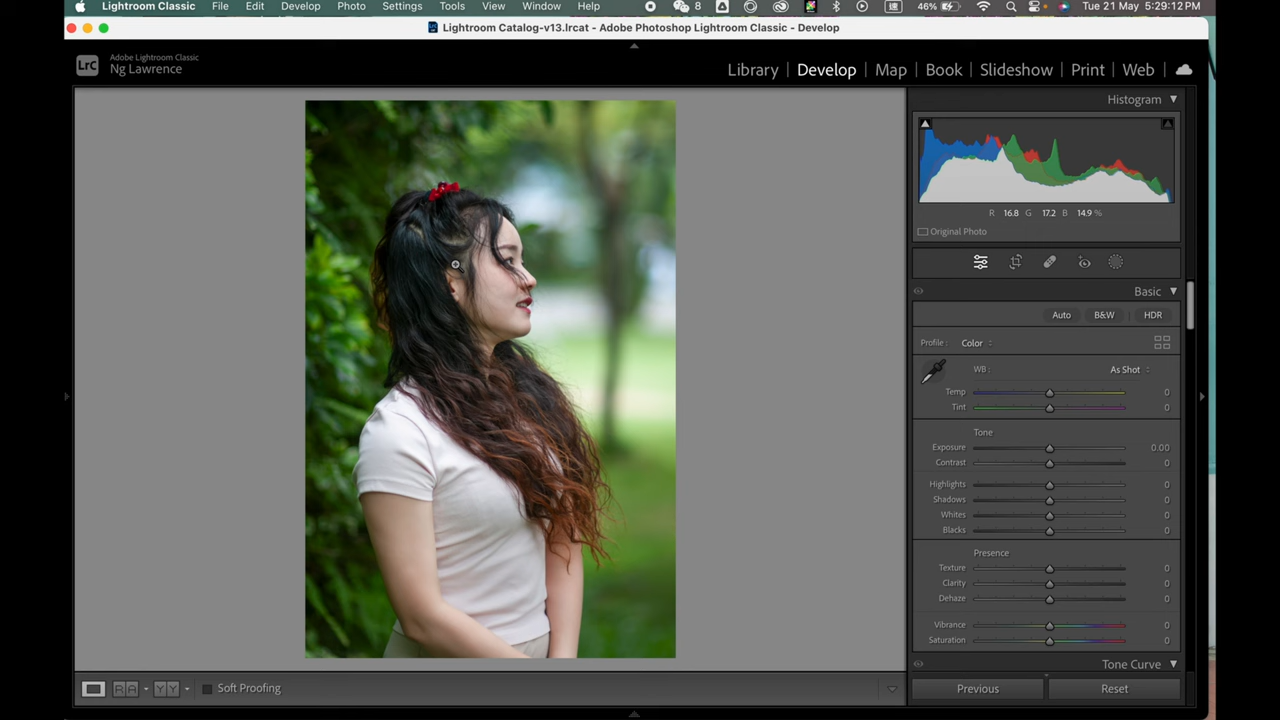 Lightroom Classic File Edit Develop Photo Settings Tools View Window Help 8 46% Tue 21 May 5:29:12 PM
Lightroom Catalog-v13.lrcat - Adobe Photoshop Lightroom Classic - Develop
LrC
Adobe Lightroom Classic
Ng Lawrence
Library | Develop | Map | Book | Slideshow | Print | Web
Histogram
R 16.8 G 17.2 B 14.9 %
Original Photo
Basic
Auto B&W HDR
Profile : Color
WB : As Shot
Temp 0
Tint 0
Tone
Exposure 0.00
Contrast 0
Highlights 0
Shadows 0
Whites 0
Blacks 0
Presence
Texture 0
Clarity 0
Dehaze 0
Vibrance 0
Saturation 0
Tone Curve
R A Y Y Soft Proofing
Previous Reset